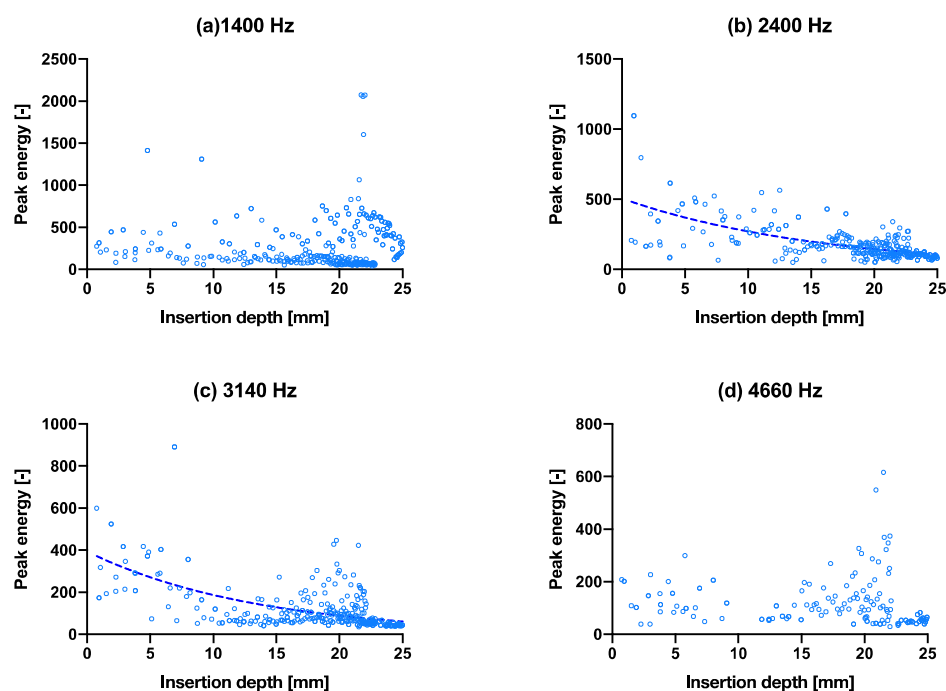 (a)1400 Hz
Peak energy [-]
2500
2000
1500
1000
500
0
0 5 10 15 20 25
Insertion depth [mm]
(b) 2400 Hz
Peak energy [-]
1500
1000
500
0
0 5 10 15 20 25
Insertion depth [mm]
(c) 3140 Hz
Peak energy [-]
1000
800
600
400
200
0
0 5 10 15 20 25
Insertion depth [mm]
(d) 4660 Hz
Peak energy [-]
800
600
400
200
0
0 5 10 15 20 25
Insertion depth [mm]